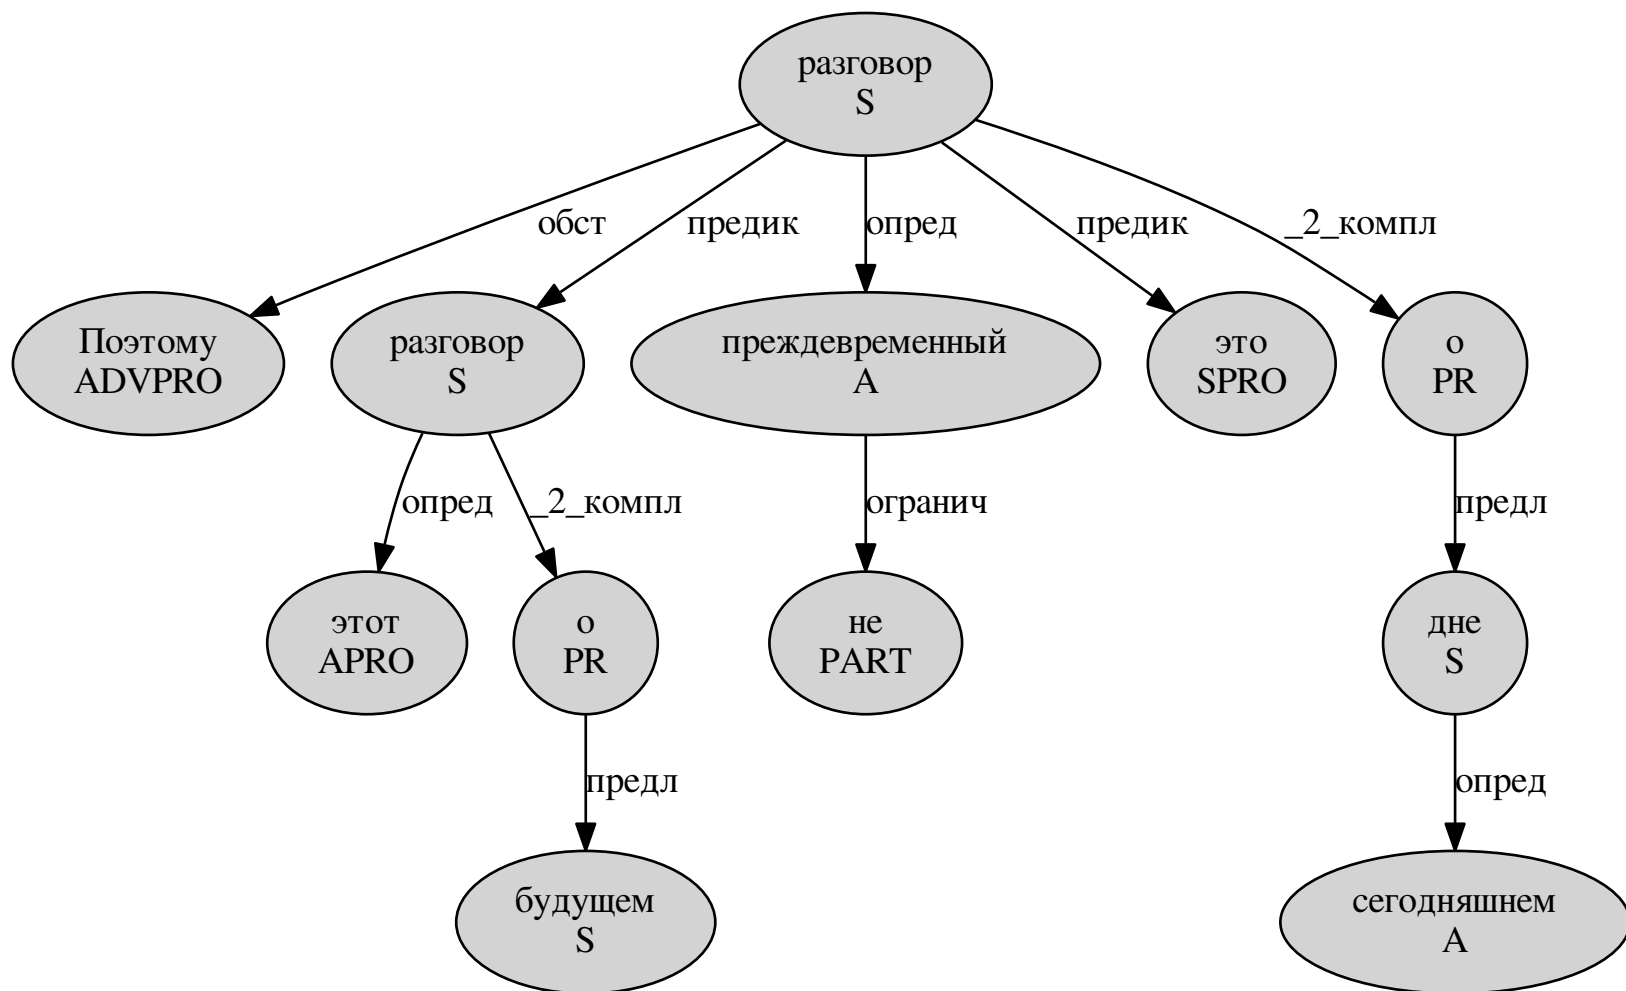 разговор
S
обст
предик
опред
предик
_2_компл
Поэтому
ADVPRO
разговор
S
преждевременный
A
это
SPRO
о
PR
опред
_2_компл
огранич
предл
этот
APRO
о
PR
не
PART
дне
S
предл
опред
будущем
S
сегодняшнем
A